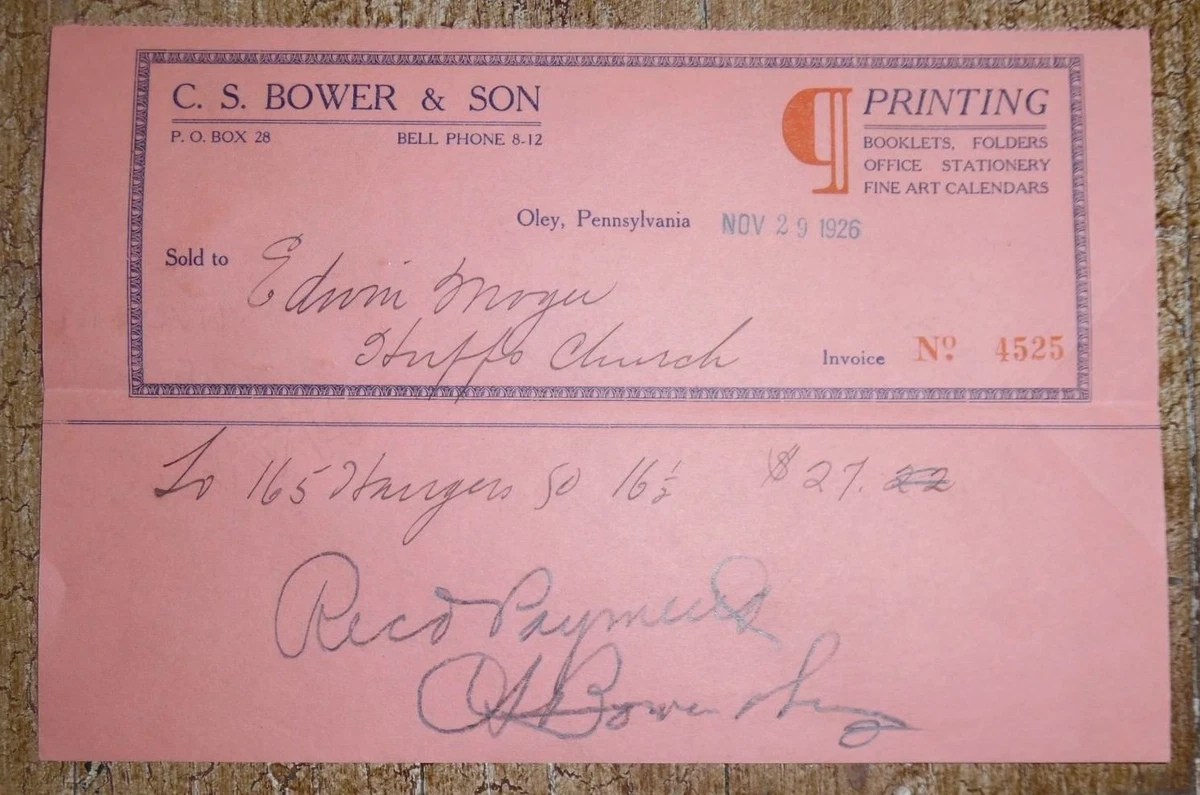 C. S. BOWER & SON
P. O. BOX 28 BELL PHONE 8-12
¶ PRINTING
BOOKLETS, FOLDERS
OFFICE STATIONERY
FINE ART CALENDARS
Oley, Pennsylvania NOV 29 1926
Sold to Edwin Moyer
Huffs Church
Invoice Nº 4525
To 165 Hangers 16½ $27.22
Recd Payment
CS Bower